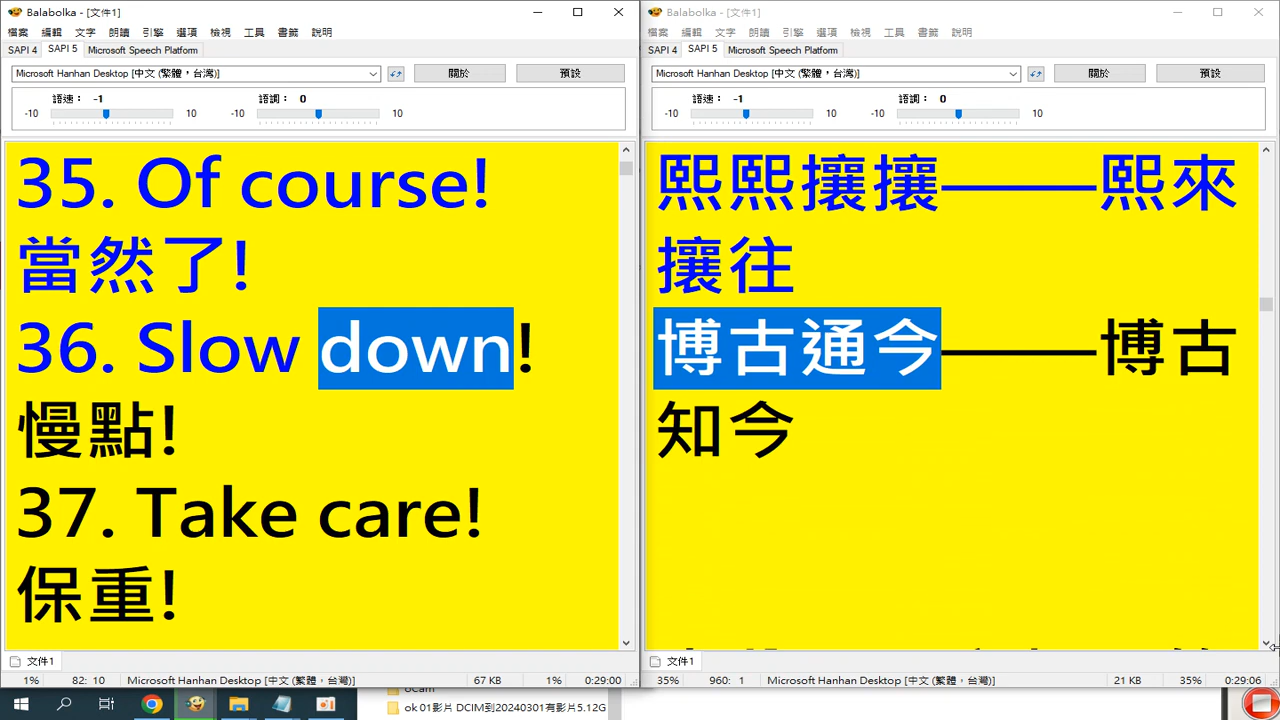 Balabolka - [文件1]
檔案 編輯 文字 朗讀 引擎 選項 檢視 工具 書籤 說明
SAPI 4 SAPI 5 Microsoft Speech Platform
Microsoft Hanhan Desktop [中文 (繁體，台灣)] 關於 預設
語速： -1 語調： 0
-10 10 -10 10
35. Of course!
當然了!
36. Slow down!
慢點!
37. Take care!
保重!
文件1
1% 82: 10 Microsoft Hanhan Desktop [中文 (繁體，台灣)] 67 KB 1% 0:29:00
Balabolka - [文件1]
檔案 編輯 文字 朗讀 引擎 選項 檢視 工具 書籤 說明
SAPI 4 SAPI 5 Microsoft Speech Platform
Microsoft Hanhan Desktop [中文 (繁體，台灣)] 關於 預設
語速： -1 語調： 0
-10 10 -10 10
熙熙攘攘———熙來
攘往
博古通今———博古
知今
文件1
35% 960: 1 Microsoft Hanhan Desktop [中文 (繁體，台灣)] 21 KB 35% 0:29:06
oCam
ok 01影片 DCIM到20240301有影片5.12G